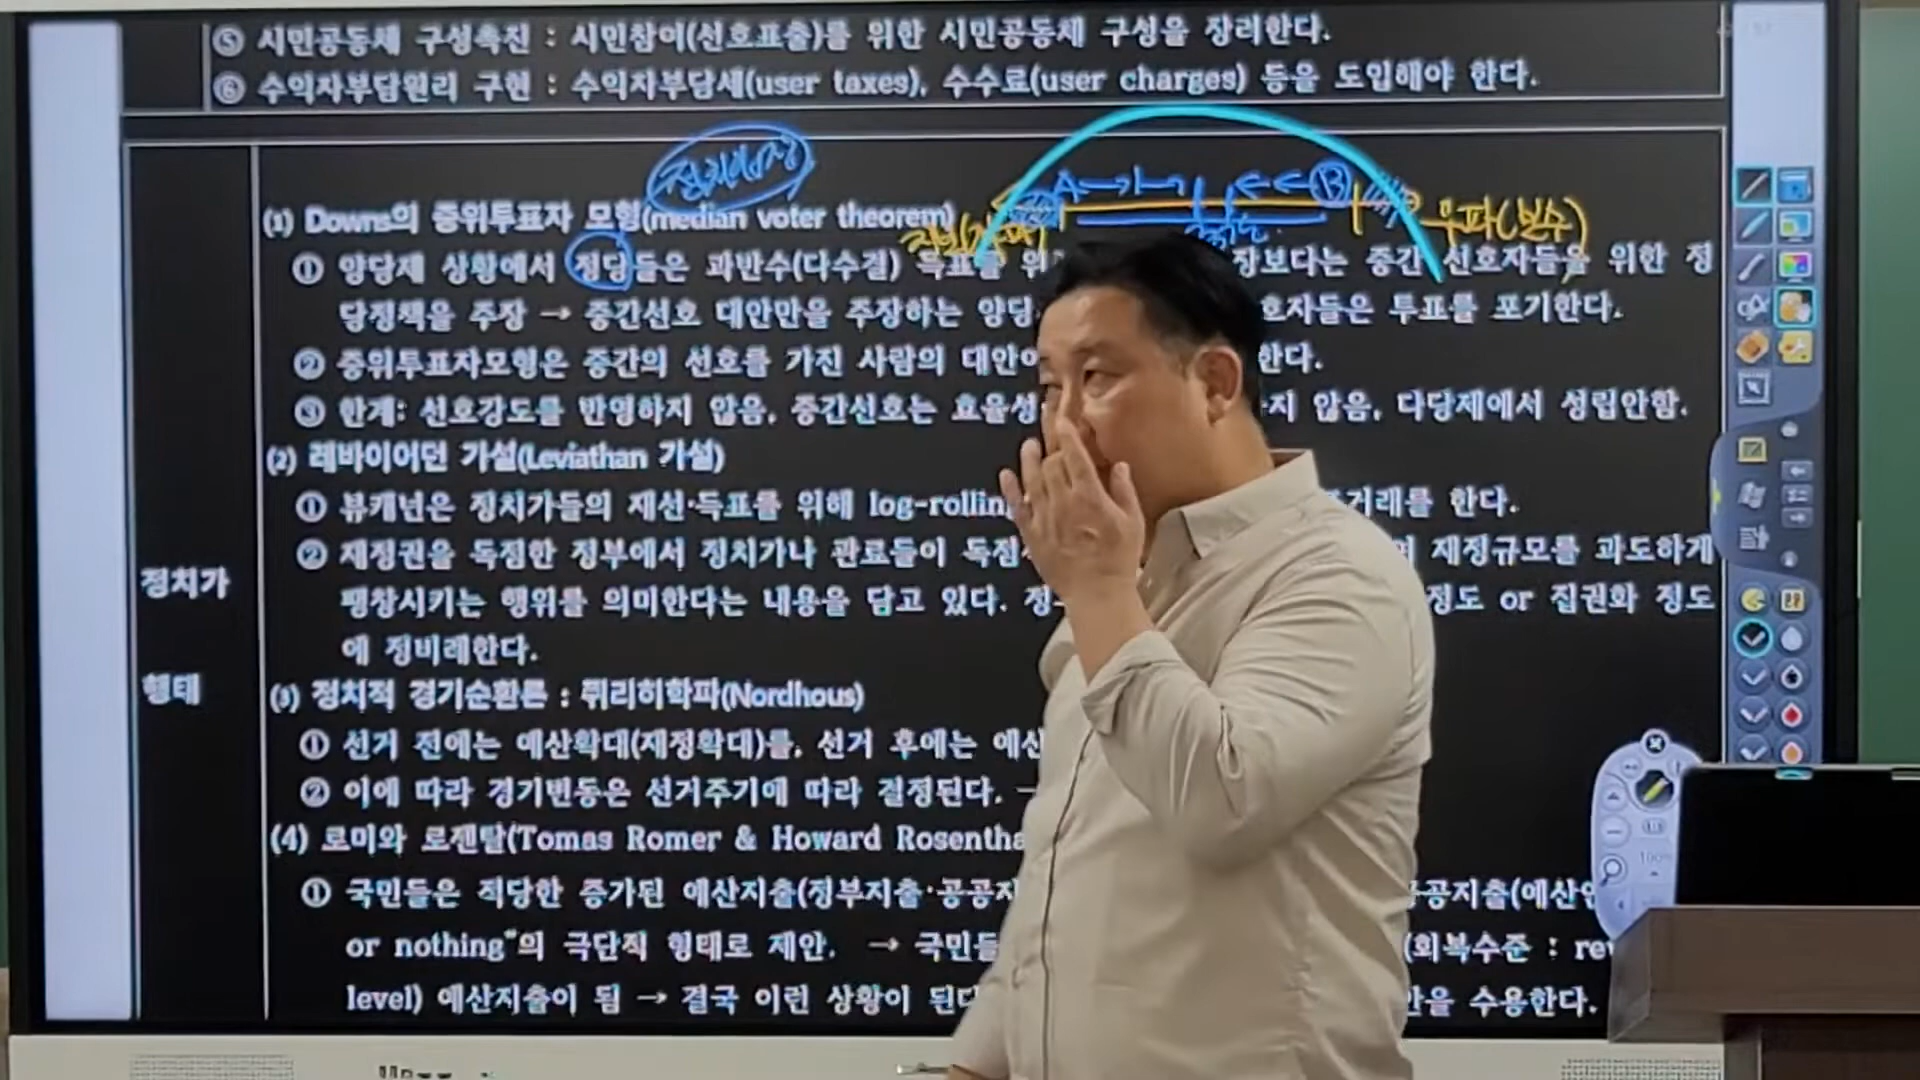 ⑤ 시민공동체 구성촉진 : 시민참여(선호표출)를 위한 시민공동체 구성을 장려한다.
⑥ 수익자부담원리 구현 : 수익자부담세(user taxes), 수수료(user charges) 등을 도입해야 한다.
정치가
형태
A B
우파(보수)
(1) Downs의 중위투표자 모형(median voter theorem)
① 양당제 상황에서 정당들은 과반수(다수결) 득표를 위 장보다는 중간 선호자들을 위한 정
당정책을 주장 → 중간선호 대안만을 주장하는 양당 호자들은 투표를 포기한다.
② 중위투표자모형은 중간의 선호를 가진 사람의 대안이 한다.
③ 한계: 선호강도를 반영하지 않음, 중간선호는 효율성 지 않음, 다당제에서 성립안함.
(2) 레바이어던 가설(Leviathan 가설)
① 뷰캐넌은 정치가들의 재선·득표를 위해 log-rolling 거래를 한다.
② 재정권을 독점한 정부에서 정치가나 관료들이 독점 재정규모를 과도하게
팽창시키는 행위를 의미한다는 내용을 담고 있다. 정 정도 or 집권화 정도
에 정비례한다.
(3) 정치적 경기순환론 : 쮜리히학파(Nordhous)
① 선거 전에는 예산확대(재정확대)를, 선거 후에는 예산
② 이에 따라 경기변동은 선거주기에 따라 결정된다. →
(4) 로미와 로젠탈(Tomas Romer & Howard Rosentha
① 국민들은 적당한 증가된 예산지출(정부지출·공공지 공공지출(예산안
or nothing"의 극단적 형태로 제안. → 국민들 (회복수준 : rev
level) 예산지출이 됨 → 결국 이런 상황이 된다 안을 수용한다.